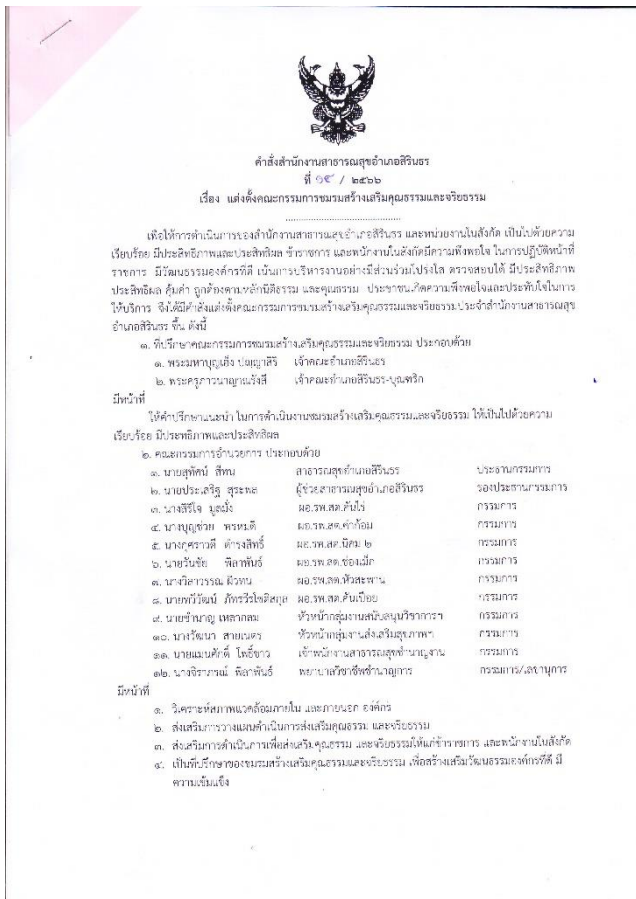 คำสั่งสำนักงานสาธารณสุขอำเภอสิรินธร
ที่ ๑๕ / ๒๕๖๖
เรื่อง แต่งตั้งคณะกรรมการชมรมสร้างเสริมคุณธรรมและจริยธรรม
เพื่อให้การดำเนินการของสำนักงานสาธารณสุขอำเภอสิรินธร และหน่วยงานในสังกัด เป็นไปด้วยความ
เรียบร้อย มีประสิทธิภาพและประสิทธิผล ข้าราชการ และพนักงานในสังกัดมีความพึงพอใจ ในการปฏิบัติหน้าที่
ราชการ มีวัฒนธรรมองค์กรที่ดี เน้นการบริหารงานอย่างมีส่วนร่วมโปร่งใส ตรวจสอบได้ มีประสิทธิภาพ
ประสิทธิผล คุ้มค่า ถูกต้องตามหลักนิติธรรม และคุณธรรม ประชาชนเกิดความพึงพอใจและประทับใจในการ
ให้บริการ จึงได้มีคำสั่งแต่งตั้งคณะกรรมการชมรมสร้างเสริมคุณธรรมและจริยธรรมประจำสำนักงานสาธารณสุข
อำเภอสิรินธร ขึ้น ดังนี้
๑. ที่ปรึกษาคณะกรรมการชมรมสร้างเสริมคุณธรรมและจริยธรรม ประกอบด้วย
๑. พระมหาบุญเฮ็ง ปญญาสิริ เจ้าคณะอำเภอสิรินธร
๒. พระครูภาวนาญาณรังสี เจ้าคณะอำเภอสิรินธร-บุณฑริก
มีหน้าที่
ให้คำปรึกษาแนะนำ ในการดำเนินงานชมรมสร้างเสริมคุณธรรมและจริยธรรม ให้เป็นไปด้วยความ
เรียบร้อย มีประสิทธิภาพและประสิทธิผล
๒. คณะกรรมการอำนวยการ ประกอบด้วย
๑. นายสุทัศน์ สีทน สาธารณสุขอำเภอสิรินธร ประธานกรรมการ
๒. นายประเสริฐ สุระพล ผู้ช่วยสาธารณสุขอำเภอสิรินธร รองประธานกรรมการ
๓. นางสิริใจ มูลมั่ง ผอ.รพ.สต.คันไร่ กรรมการ
๔. นางบุญช่วย พรหมดี ผอ.รพ.สต.คำก้อม กรรมการ
๕. นางกุศราวดี ดำรงสิทธิ์ ผอ.รพ.สต.นิคม ๒ กรรมการ
๖. นายวันชัย พิลาพันธ์ ผอ.รพ.สต.ช่องเม็ก กรรมการ
๗. นางวิลาวรรณ ผิวทน ผอ.รพ.สต.หัวสะพาน กรรมการ
๘. นายทวีวัฒน์ ภัทรวีรโชติสกุล ผอ.รพ.สต.คันเปือย กรรมการ
๙. นายชำนาญ เหลากลม หัวหน้ากลุ่มงานสนับสนุนวิชาการฯ กรรมการ
๑๐. นางวัฒนา สายเนตร หัวหน้ากลุ่มงานส่งเสริมสุขภาพฯ กรรมการ
๑๑. นายแมนศักดิ์ โพธิ์ขาว เจ้าพนักงานสาธารณสุขชำนาญงาน กรรมการ
๑๒. นางจิราภรณ์ พิลาพันธ์ พยาบาลวิชาชีพชำนาญการ กรรมการ/เลขานุการ
มีหน้าที่
๑. วิเคราะห์สภาพแวดล้อมภายใน และภายนอก องค์กร
๒. ส่งเสริมการวางแผนดำเนินการส่งเสริมคุณธรรม และจริยธรรม
๓. ส่งเสริมการดำเนินการเพื่อส่งเสริมคุณธรรม และจริยธรรมให้แก่ข้าราชการ และพนักงานในสังกัด
๔. เป็นที่ปรึกษาของชมรมสร้างเสริมคุณธรรมและจริยธรรม เพื่อสร้างเสริมวัฒนธรรมองค์กรที่ดี มี
ความเข้มแข็ง